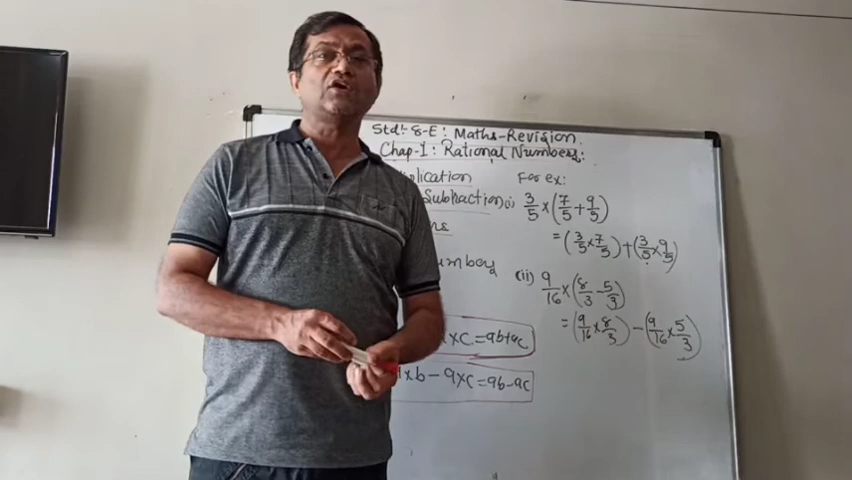 Std:- 8-E : Maths-Revision
Chap-1 : Rational Numbers:
plication
Subtraction:
ns
umbers
xc = ab+ac
a x b - a x c = ab - ac
For ex:
(i) 3/5 x (7/5 + 9/5)
= (3/5 x 7/5) + (3/5 x 9/5)
(ii) 9/16 x (8/3 - 5/3)
= (9/16 x 8/3) - (9/16 x 5/3)